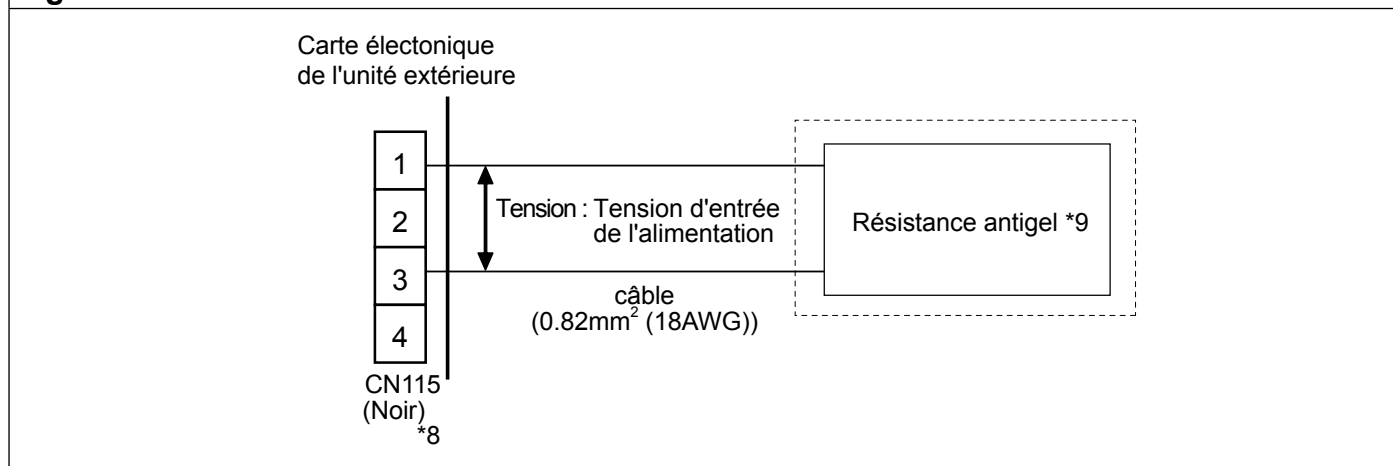 Carte électonique
de l'unité extérieure
1
2
3
4
Tension : Tension d'entrée
de l'alimentation
câble
(0.82mm² (18AWG))
Résistance antigel *9
CN115
(Noir)
*8